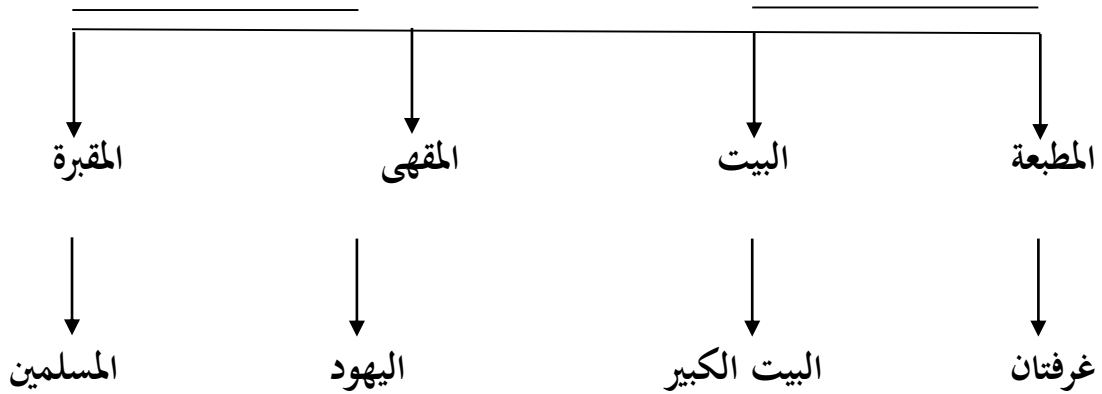 المطبعة البيت المقهى المقبرة
غرفتان البيت الكبير اليهود المسلمين